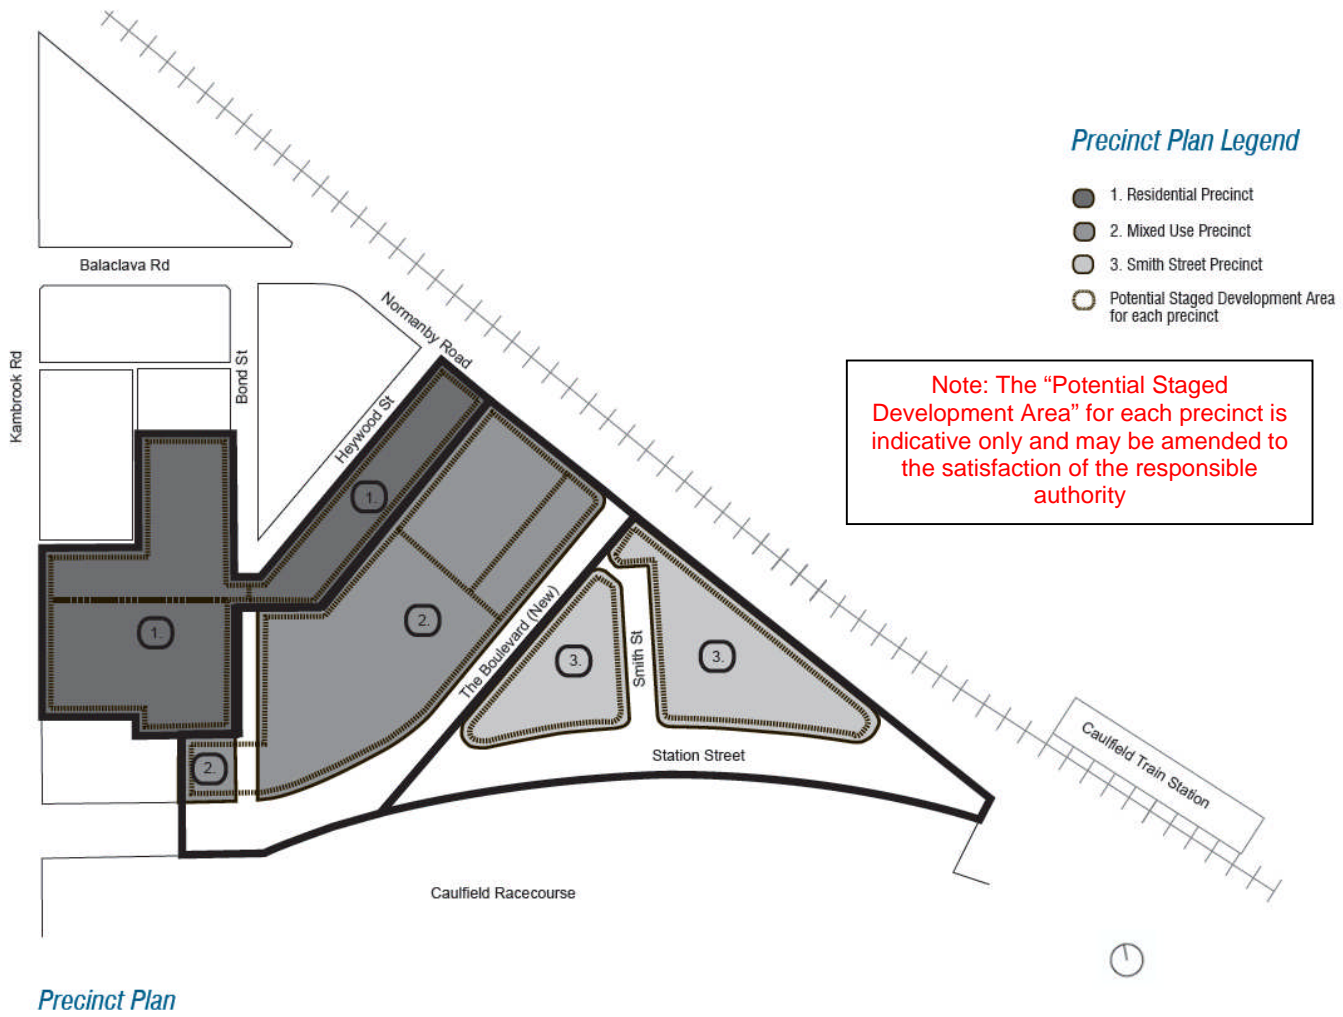 Precinct Plan Legend
1. Residential Precinct
2. Mixed Use Precinct
3. Smith Street Precinct
Potential Staged Development Area
for each precinct
Note: The “Potential Staged
Development Area” for each precinct is
indicative only and may be amended to
the satisfaction of the responsible
authority
Balaclava Rd
Normanby Road
Kambrook Rd
Bond St
Heywood St
1.
1.
2.
2.
The Boulevard (New)
3.
Smith St
3.
Station Street
Caulfield Train Station
Caulfield Racecourse
Precinct Plan